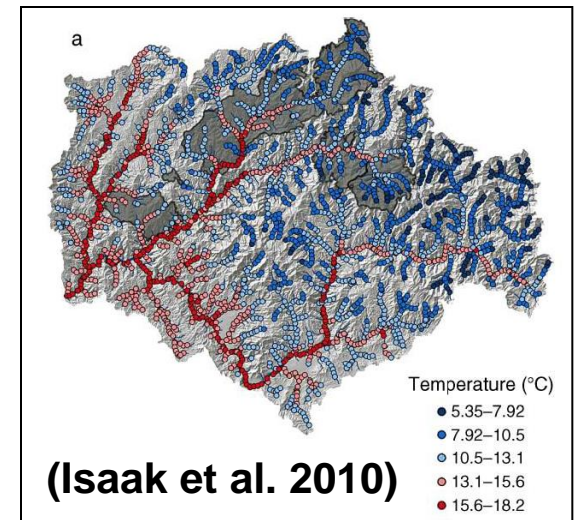 a
Temperature (°C)
5.35–7.92
7.92–10.5
10.5–13.1
13.1–15.6
15.6–18.2
(Isaak et al. 2010)